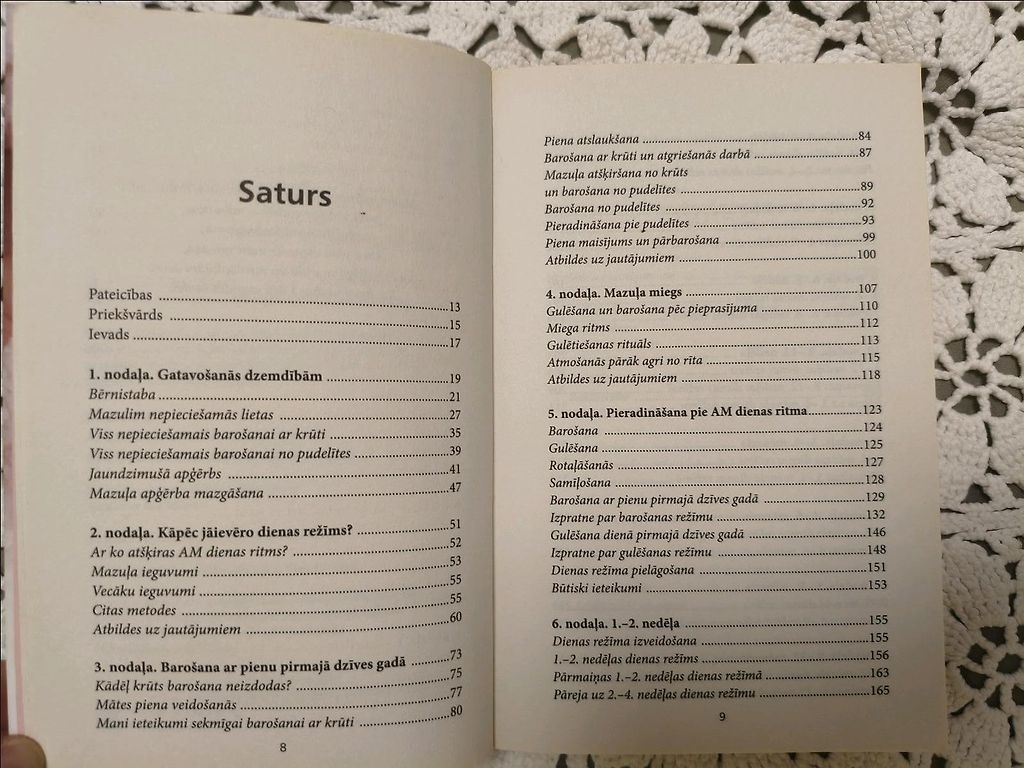 Saturs
Pateicības ........ 13
Priekšvārds ........ 15
Ievads ........ 17
1. nodaļa. Gatavošanās dzemdībām ........ 19
Bērnistaba ........ 21
Mazulim nepieciešamās lietas ........ 27
Viss nepieciešamais barošanai ar krūti ........ 35
Viss nepieciešamais barošanai no pudelītes ........ 39
Jaundzimušā apģērbs ........ 41
Mazuļa apģērba mazgāšana ........ 47
2. nodaļa. Kāpēc jāievēro dienas režīms? ........ 51
Ar ko atšķiras AM dienas ritms? ........ 52
Mazuļa ieguvumi ........ 53
Vecāku ieguvumi ........ 55
Citas metodes ........ 55
Atbildes uz jautājumiem ........ 60
3. nodaļa. Barošana ar pienu pirmajā dzīves gadā ........ 73
Kādēļ krūts barošana neizdodas? ........ 75
Mātes piena veidošanās ........ 77
Mani ieteikumi sekmīgai barošanai ar krūti ........ 80
8
Piena atslaukšana ........ 84
Barošana ar krūti un atgriešanās darbā ........ 87
Mazuļa atšķiršana no krūts
un barošana no pudelītes ........ 89
Barošana no pudelītes ........ 92
Pieradināšana pie pudelītes ........ 93
Piena maisījums un pārbarošana ........ 99
Atbildes uz jautājumiem ........ 100
4. nodaļa. Mazuļa miegs ........ 107
Gulēšana un barošana pēc pieprasījuma ........ 110
Miega ritms ........ 112
Gulētiešanas rituāls ........ 113
Atmošanās pārāk agri no rīta ........ 115
Atbildes uz jautājumiem ........ 118
5. nodaļa. Pieradināšana pie AM dienas ritma ........ 123
Barošana ........ 124
Gulēšana ........ 125
Rotaļāšanās ........ 127
Samīļošana ........ 128
Barošana ar pienu pirmajā dzīves gadā ........ 129
Izpratne par barošanas režīmu ........ 132
Gulēšana dienā pirmajā dzīves gadā ........ 146
Izpratne par gulēšanas režīmu ........ 148
Dienas režīma pielāgošana ........ 151
Būtiski ieteikumi ........ 153
6. nodaļa. 1.–2. nedēļa ........ 155
Dienas režīma izveidošana ........ 155
1.–2. nedēļas dienas režīms ........ 156
Pārmaiņas 1.–2. nedēļas dienas režīmā ........ 163
Pāreja uz 2.–4. nedēļas dienas režīmu ........ 165
9